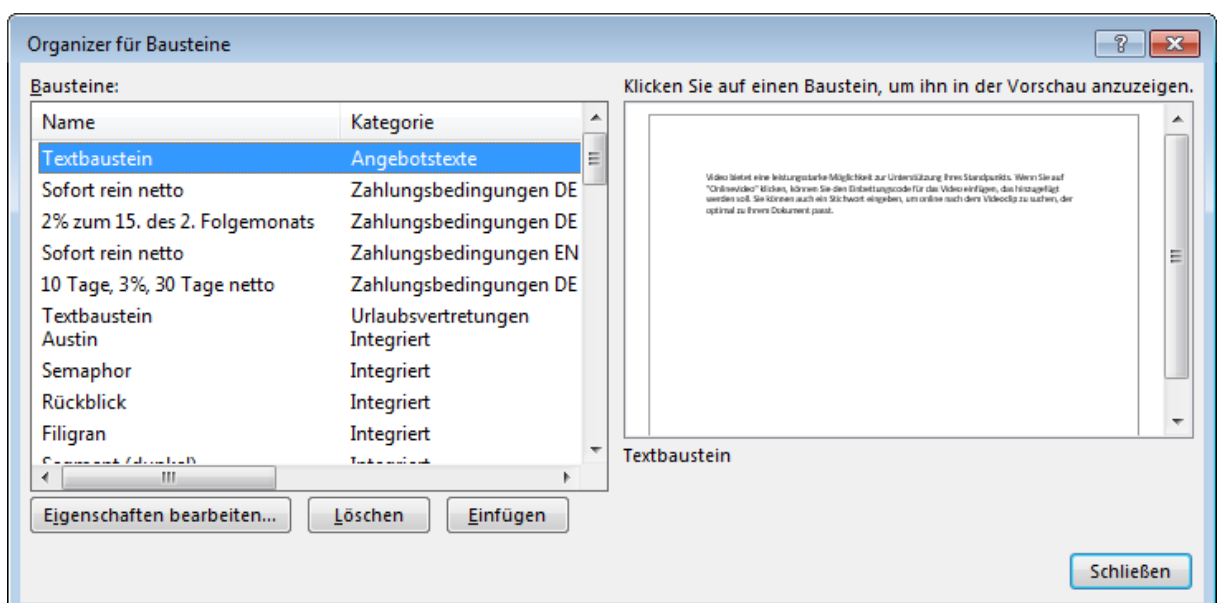 Organizer für Bausteine
Bausteine:
Klicken Sie auf einen Baustein, um ihn in der Vorschau anzuzeigen.
Name Kategorie
Textbaustein Angebotstexte
Sofort rein netto Zahlungsbedingungen DE
2% zum 15. des 2. Folgemonats Zahlungsbedingungen DE
Sofort rein netto Zahlungsbedingungen EN
10 Tage, 3%, 30 Tage netto Zahlungsbedingungen DE
Textbaustein Urlaubsvertretungen
Austin Integriert
Semaphor Integriert
Rückblick Integriert
Filigran Integriert
Segment (dunkel) Integriert
Video bietet eine leistungsstarke Möglichkeit zur Unterstützung Ihres Standpunkts. Wenn Sie auf
"Onlinevideo" klicken, können Sie den Einbettungscode für das Video einfügen, das hinzugefügt
werden soll. Sie können auch ein Stichwort eingeben, um online nach dem Videoclip zu suchen, der
optimal zu Ihrem Dokument passt.
Textbaustein
Eigenschaften bearbeiten... Löschen Einfügen
Schließen